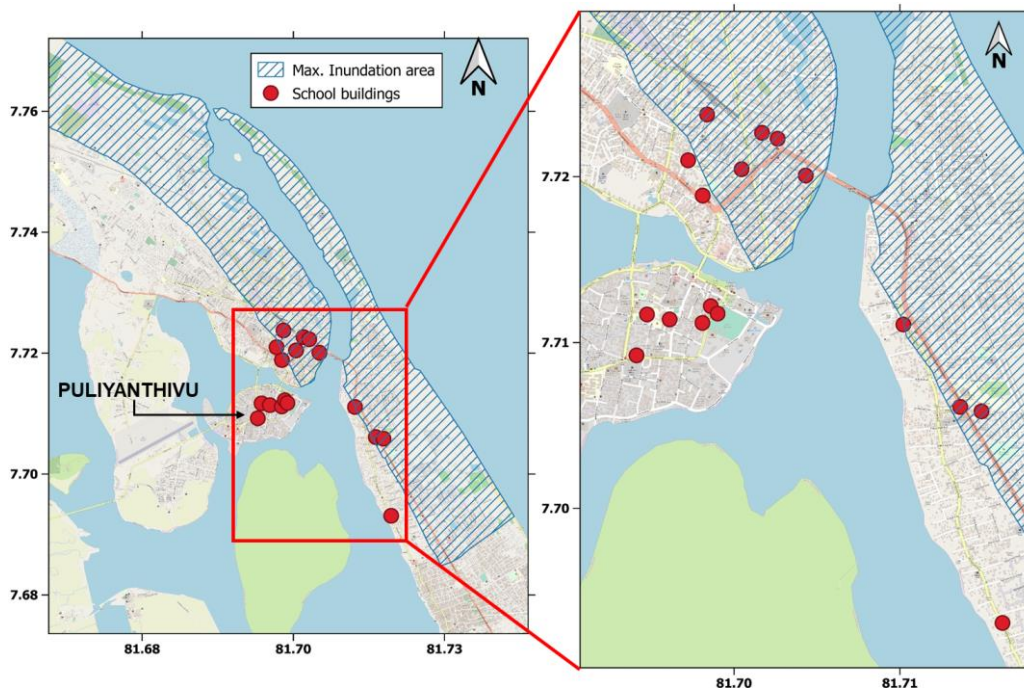 N
Max. Inundation area
School buildings
7.76
7.74
7.72
PULIYANTHIVU
7.70
7.68
81.68
81.70
81.73
N
7.72
7.71
7.70
81.70
81.71